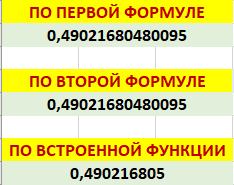 ПО ПЕРВОЙ ФОРМУЛЕ
0,49021680480095
ПО ВТОРОЙ ФОРМУЛЕ
0,49021680480095
ПО ВСТРОЕННОЙ ФУНКЦИИ
0,490216805